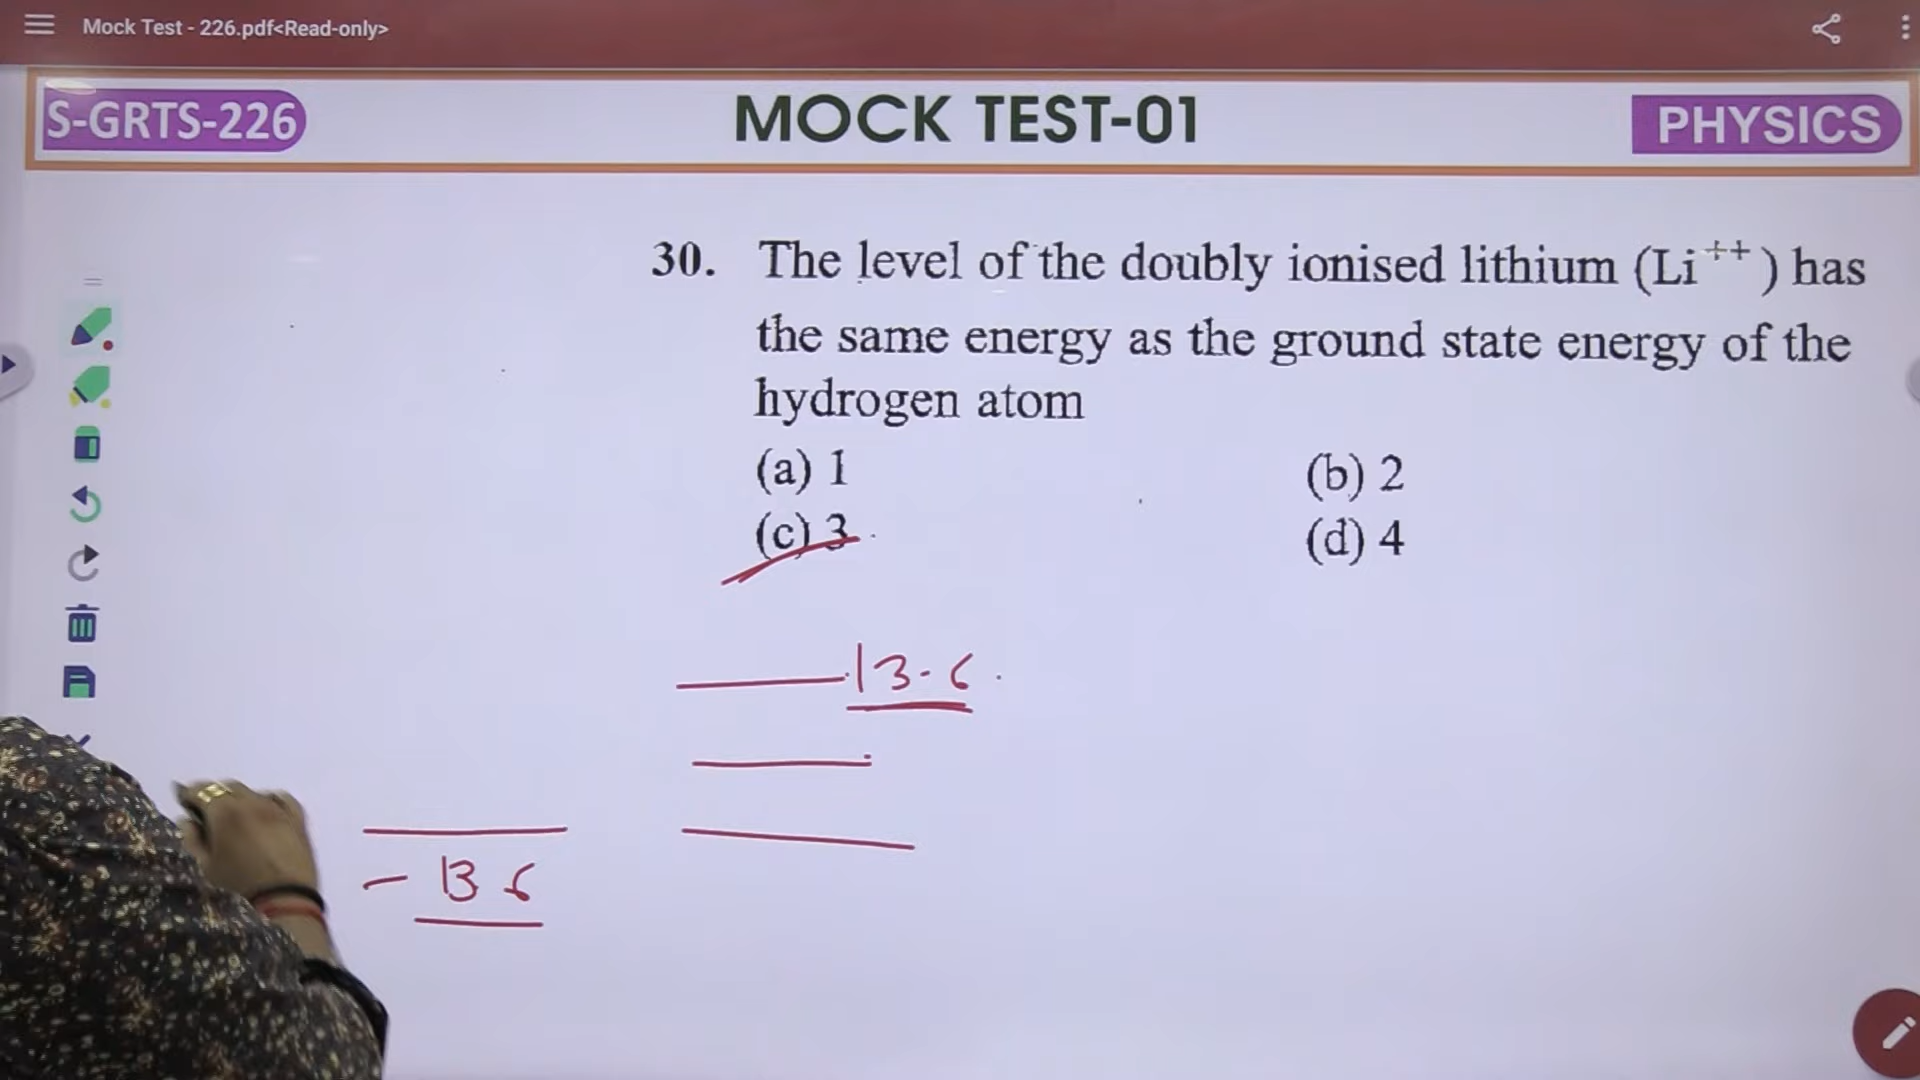 Mock Test - 226.pdf<Read-only>
S-GRTS-226
MOCK TEST-01
PHYSICS
30. The level of the doubly ionised lithium (Li++) has
the same energy as the ground state energy of the
hydrogen atom
(a) 1
(b) 2
(c) 3
(d) 4
13.6
- 13 6